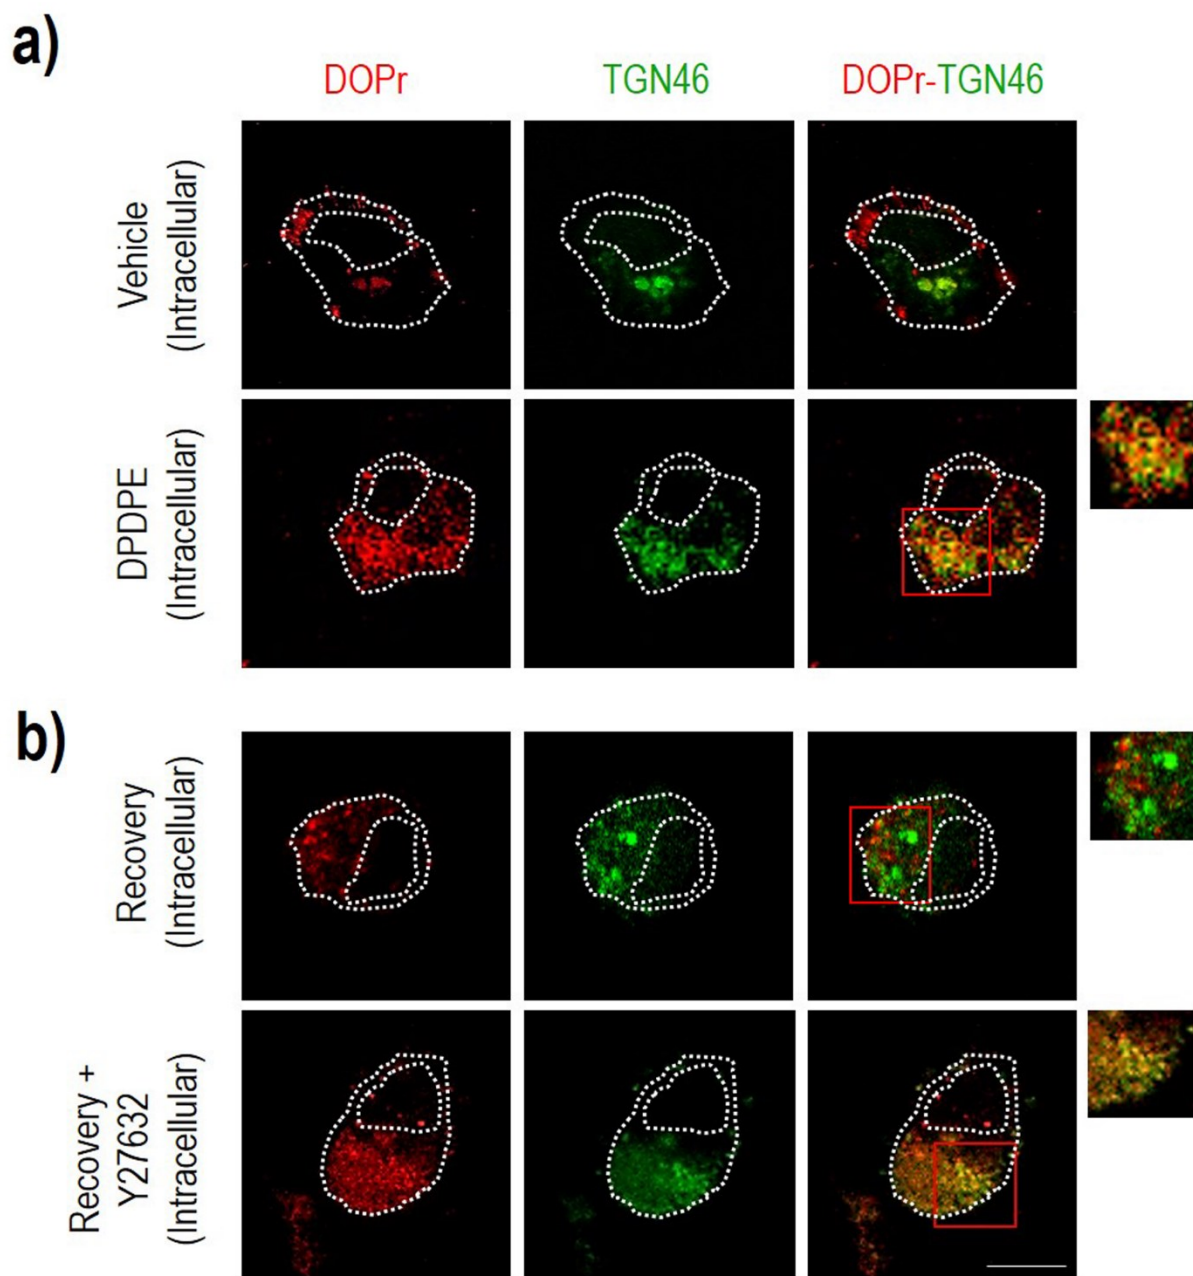 a)
DOPr TGN46 DOPr-TGN46
Vehicle
(Intracellular)
DPDPE
(Intracellular)
b)
Recovery
(Intracellular)
Recovery +
Y27632
(Intracellular)